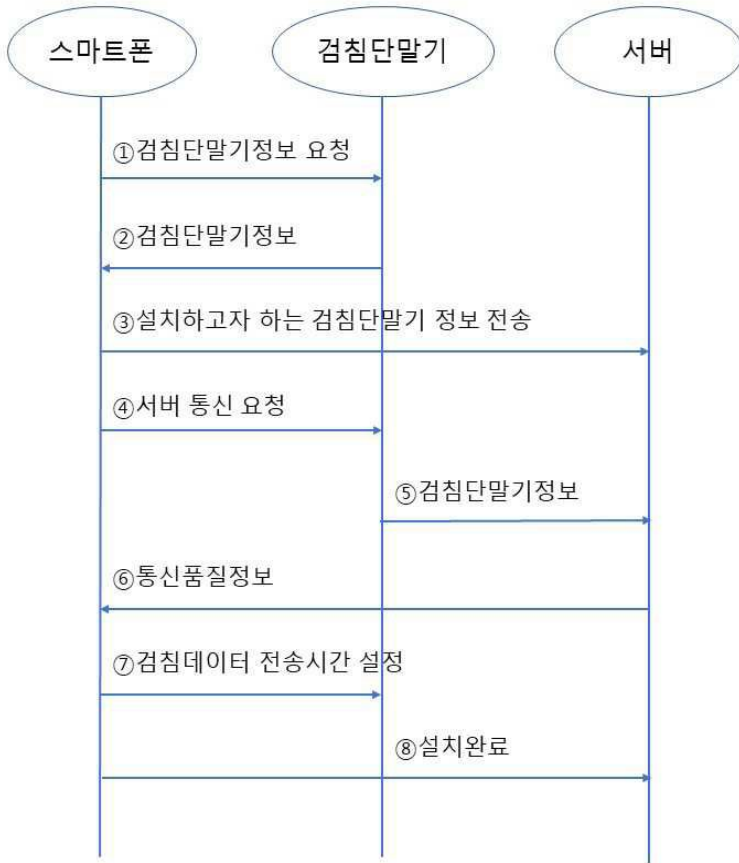 스마트폰
검침단말기
서버
①검침단말기정보 요청
②검침단말기정보
③설치하고자 하는 검침단말기 정보 전송
④서버 통신 요청
⑤검침단말기정보
⑥통신품질정보
⑦검침데이터 전송시간 설정
⑧설치완료